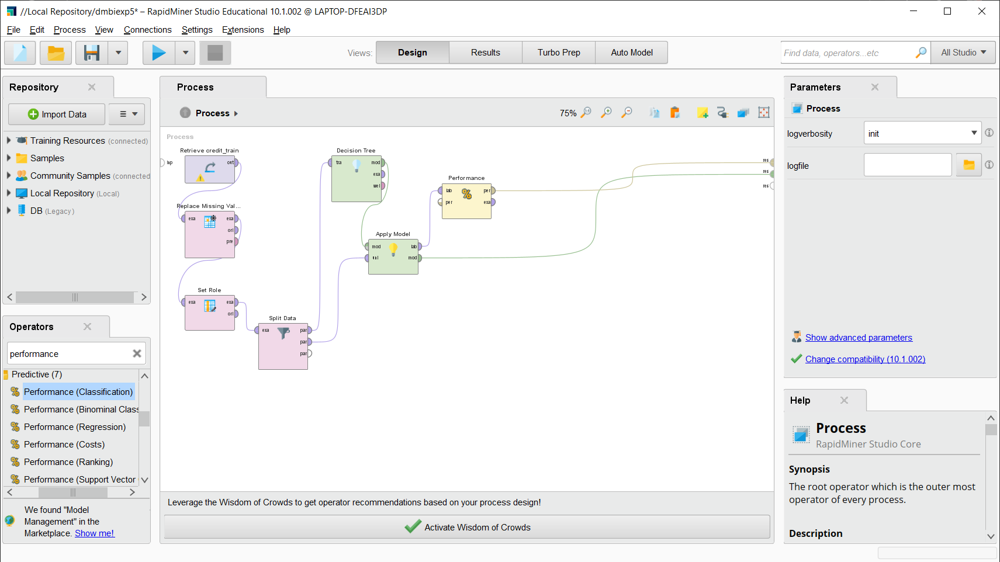 //Local Repository/dmbiexp5* – RapidMiner Studio Educational 10.1.002 @ LAPTOP-DFEAI3DP
File Edit Process View Connections Settings Extensions Help
Views: Design Results Turbo Prep Auto Model
Find data, operators...etc
All Studio
Repository
Import Data
Training Resources (connected)
Samples
Community Samples (connected
Local Repository (Local)
DB (Legacy)
Operators
performance
Predictive (7)
Performance (Classification)
Performance (Binominal Class
Performance (Regression)
Performance (Costs)
Performance (Ranking)
Performance (Support Vector
We found "Model
Management" in the
Marketplace. Show me!
Process
Process
75%
Process
inp
Retrieve credit_train
out
Replace Missing Val...
exa
exa
ori
pre
Set Role
exa
exa
ori
Split Data
exa
par
par
par
Decision Tree
tra
mod
exa
wei
Apply Model
mod
unl
lab
mod
Performance
lab
per
per
exa
res
res
res
Leverage the Wisdom of Crowds to get operator recommendations based on your process design!
Activate Wisdom of Crowds
Parameters
Process
logverbosity
init
logfile
Show advanced parameters
Change compatibility (10.1.002)
Help
Process
RapidMiner Studio Core
Synopsis
The root operator which is the outer most
operator of every process.
Description